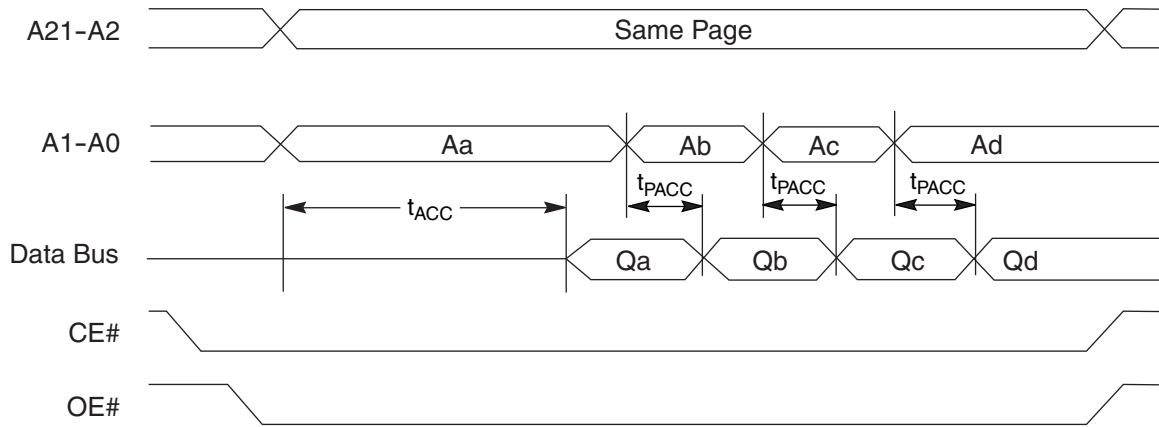 A21-A2 Same Page
A1-A0 Aa Ab Ac Ad
tPACC tPACC tPACC
tACC
Data Bus Qa Qb Qc Qd
CE#
OE#